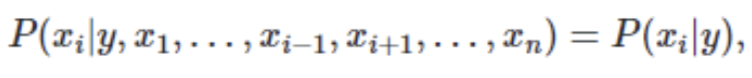 P(x_i|y, x_1, . . . , x_{i−1}, x_{i+1}, . . . , x_n) = P(x_i|y),